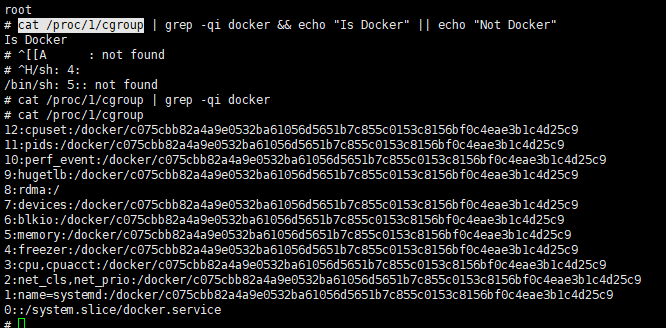 root
# cat /proc/1/cgroup | grep -qi docker && echo "Is Docker" || echo "Not Docker"
Is Docker
# ^[[A      : not found
# ^H/sh: 4:
/bin/sh: 5:: not found
# cat /proc/1/cgroup | grep -qi docker
# cat /proc/1/cgroup
12:cpuset:/docker/c075cbb82a4a9e0532ba61056d5651b7c855c0153c8156bf0c4eae3b1c4d25c9
11:pids:/docker/c075cbb82a4a9e0532ba61056d5651b7c855c0153c8156bf0c4eae3b1c4d25c9
10:perf_event:/docker/c075cbb82a4a9e0532ba61056d5651b7c855c0153c8156bf0c4eae3b1c4d25c9
9:hugetlb:/docker/c075cbb82a4a9e0532ba61056d5651b7c855c0153c8156bf0c4eae3b1c4d25c9
8:rdma:/
7:devices:/docker/c075cbb82a4a9e0532ba61056d5651b7c855c0153c8156bf0c4eae3b1c4d25c9
6:blkio:/docker/c075cbb82a4a9e0532ba61056d5651b7c855c0153c8156bf0c4eae3b1c4d25c9
5:memory:/docker/c075cbb82a4a9e0532ba61056d5651b7c855c0153c8156bf0c4eae3b1c4d25c9
4:freezer:/docker/c075cbb82a4a9e0532ba61056d5651b7c855c0153c8156bf0c4eae3b1c4d25c9
3:cpu,cpuacct:/docker/c075cbb82a4a9e0532ba61056d5651b7c855c0153c8156bf0c4eae3b1c4d25c9
2:net_cls,net_prio:/docker/c075cbb82a4a9e0532ba61056d5651b7c855c0153c8156bf0c4eae3b1c4d25c9
1:name=systemd:/docker/c075cbb82a4a9e0532ba61056d5651b7c855c0153c8156bf0c4eae3b1c4d25c9
0::/system.slice/docker.service
#